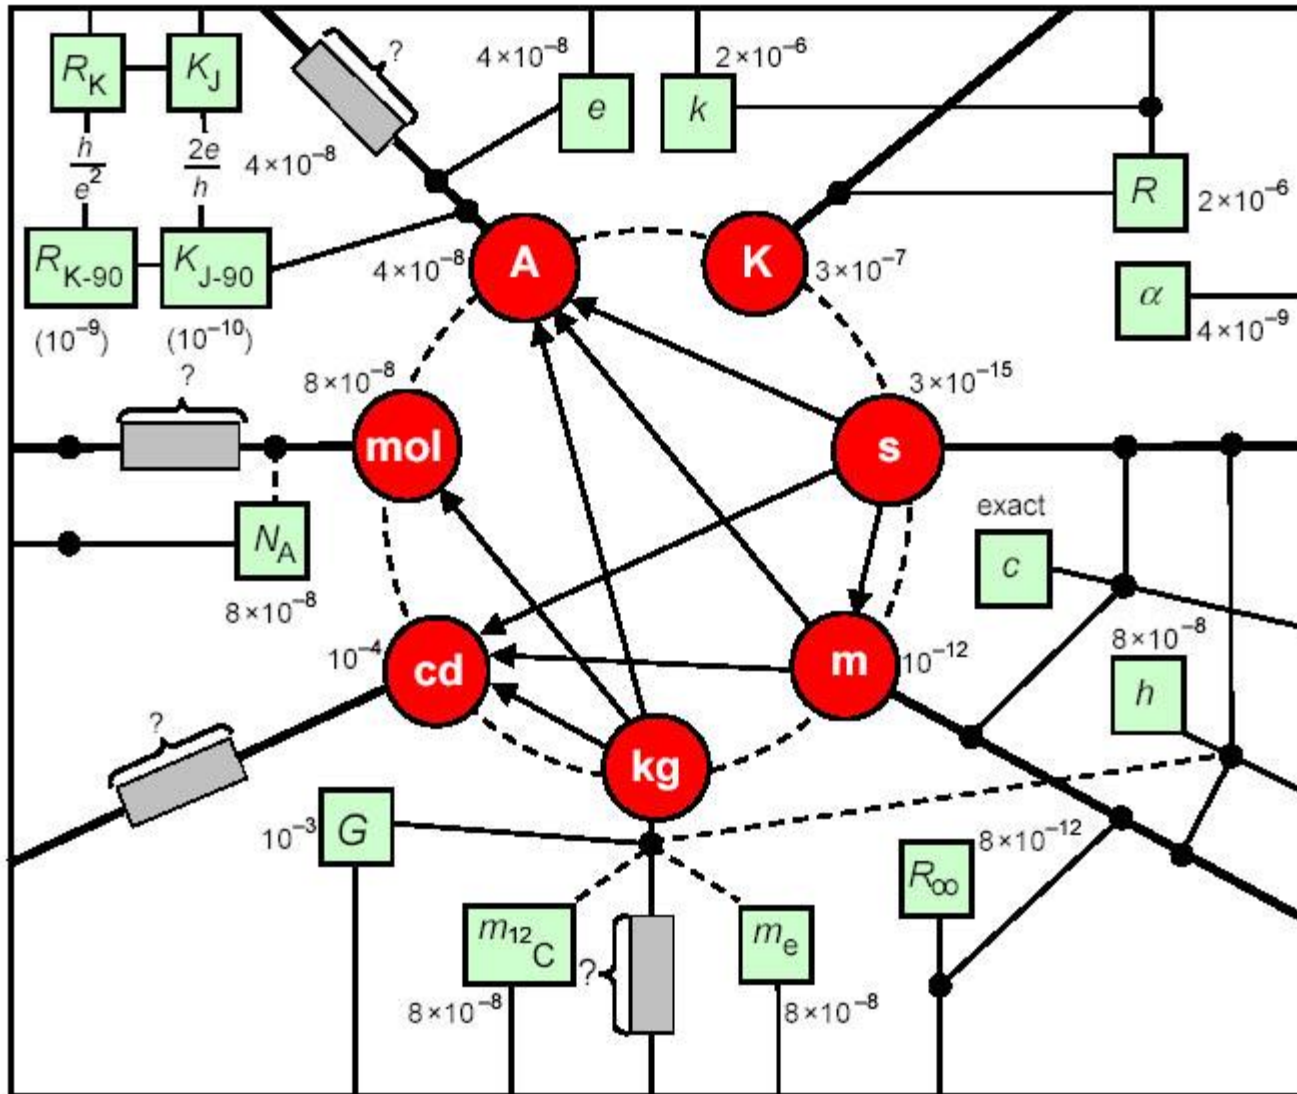 R_K
K_J
?
4×10⁻⁸
e
k
2×10⁻⁶
h/e²
2e/h
4×10⁻⁸
R
2×10⁻⁶
R_K-90
K_J-90
4×10⁻⁸
A
K
3×10⁻⁷
α
4×10⁻⁹
(10⁻⁹)
(10⁻¹⁰)
?
8×10⁻⁸
3×10⁻¹⁵
mol
s
exact
N_A
c
8×10⁻⁸
10⁻⁴
cd
m
10⁻¹²
8×10⁻⁸
h
?
kg
10⁻³
G
8×10⁻¹²
R_∞
m_¹²C
?
m_e
8×10⁻⁸
8×10⁻⁸